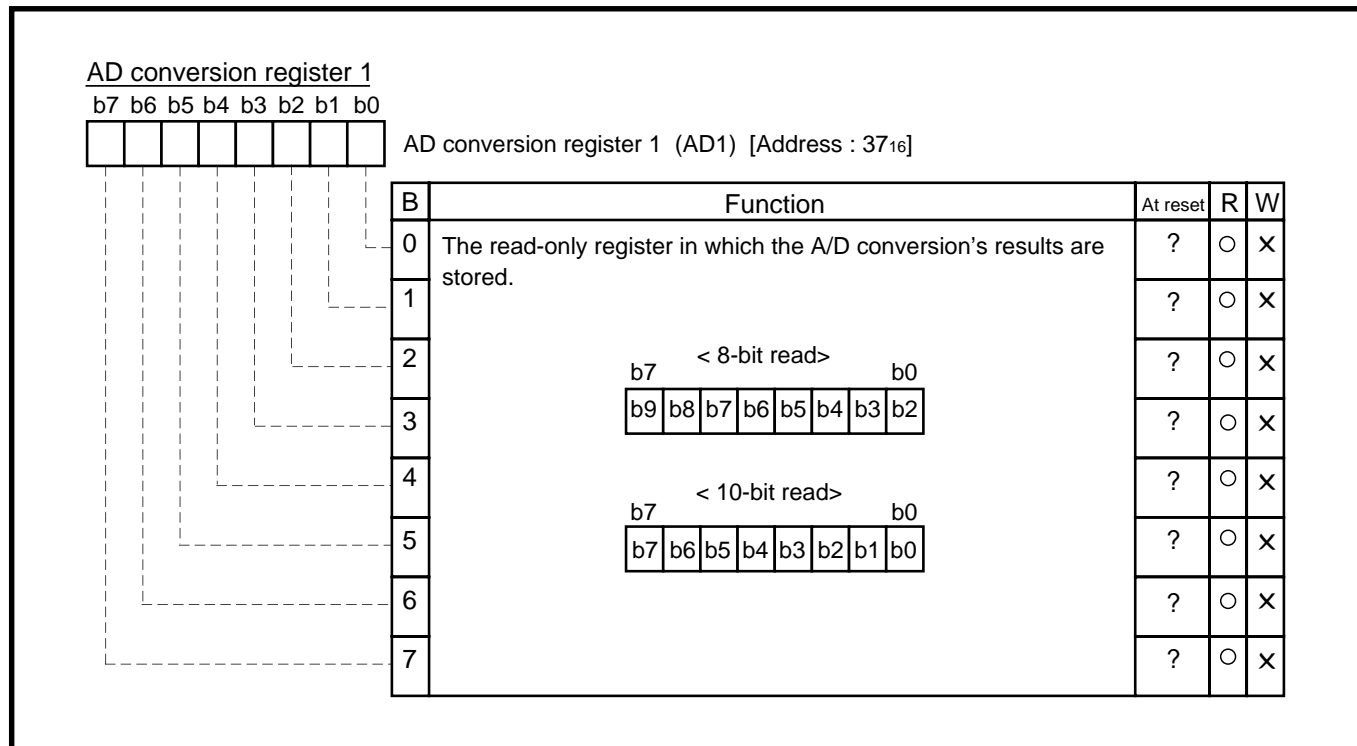 AD conversion register 1
b7 b6 b5 b4 b3 b2 b1 b0
AD conversion register 1 (AD1) [Address : 37₁₆]
B Function At reset R W
0 The read-only register in which the A/D conversion’s results are ? ○ ×
stored.
1 ? ○ ×
2 < 8-bit read> ? ○ ×
b7 b0
b9 b8 b7 b6 b5 b4 b3 b2
3 ? ○ ×
4 < 10-bit read> ? ○ ×
b7 b0
5 b7 b6 b5 b4 b3 b2 b1 b0 ? ○ ×
6 ? ○ ×
7 ? ○ ×